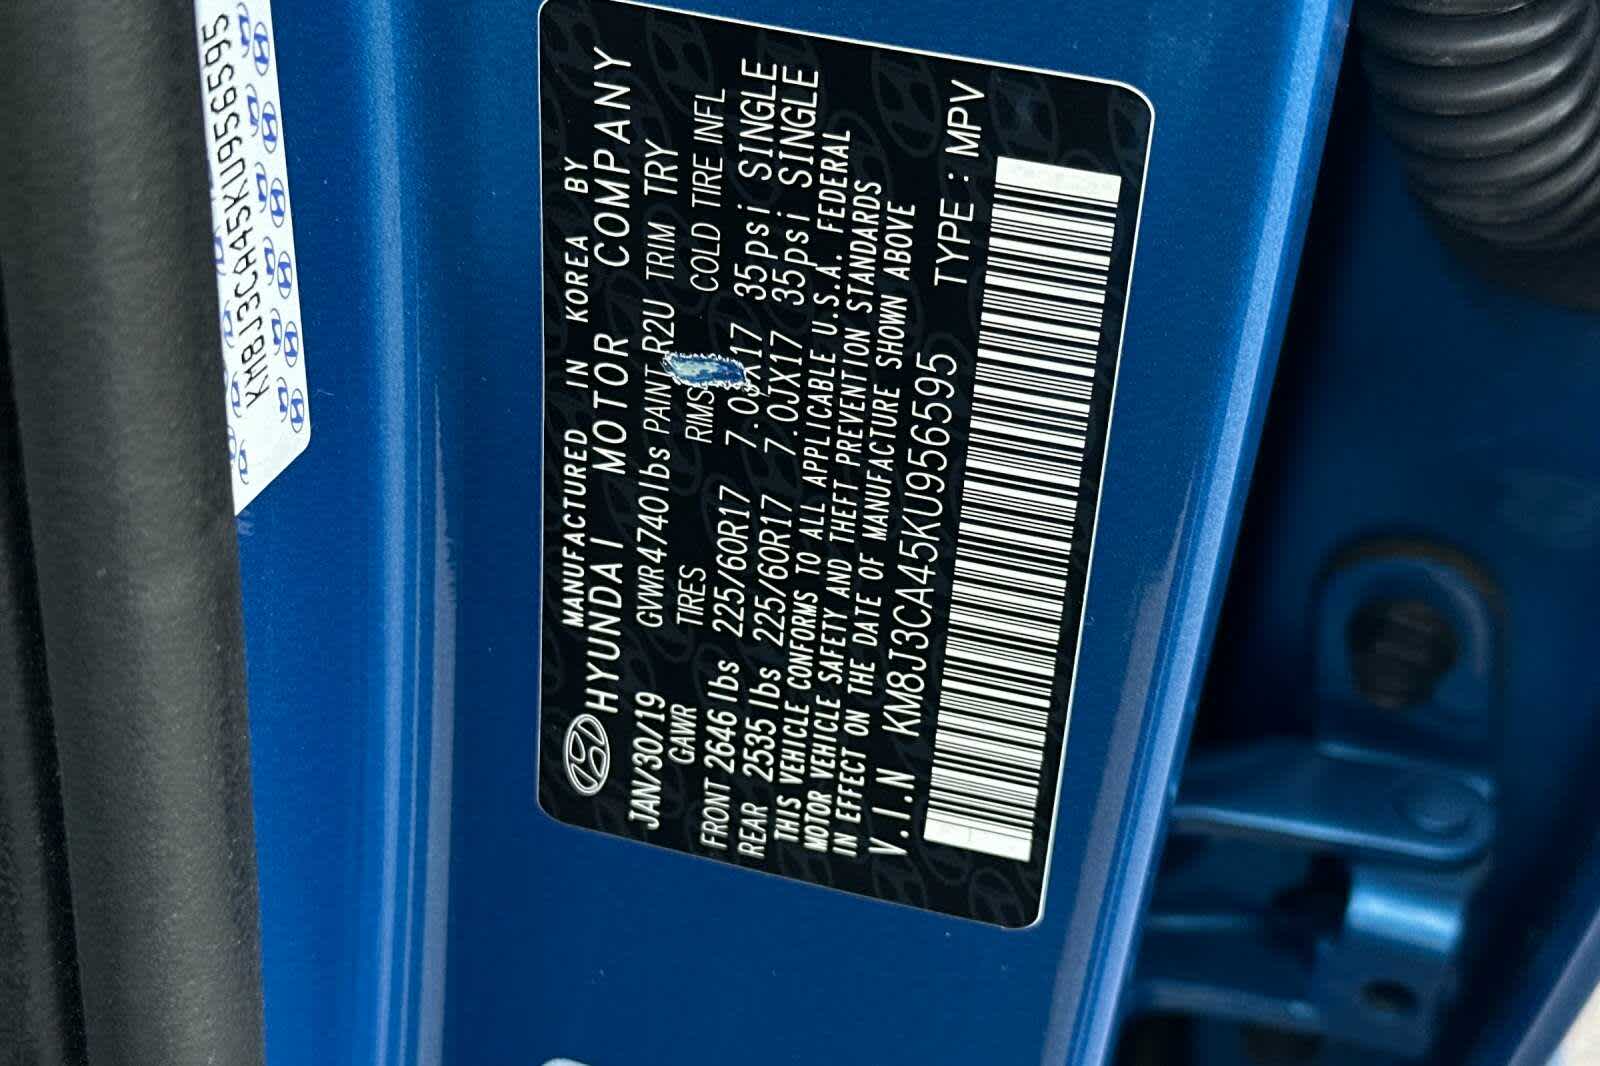 KM8J3CA45KU956595
MANUFACTURED IN KOREA BY
HYUNDAI MOTOR COMPANY
JAN/30/19 GVWR4740lbs PAINT R2U TRIM TRY
GAWR TIRES RIMS COLD TIRE INFL
FRONT 2646lbs 225/60R17 7.0JX17 35psi SINGLE
REAR 2535lbs 225/60R17 7.0JX17 35psi SINGLE
THIS VEHICLE CONFORMS TO ALL APPLICABLE U.S.A. FEDERAL
MOTOR VEHICLE SAFETY AND THEFT PREVENTION STANDARDS
IN EFFECT ON THE DATE OF MANUFACTURE SHOWN ABOVE
V.I.N KM8J3CA45KU956595 TYPE : MPV